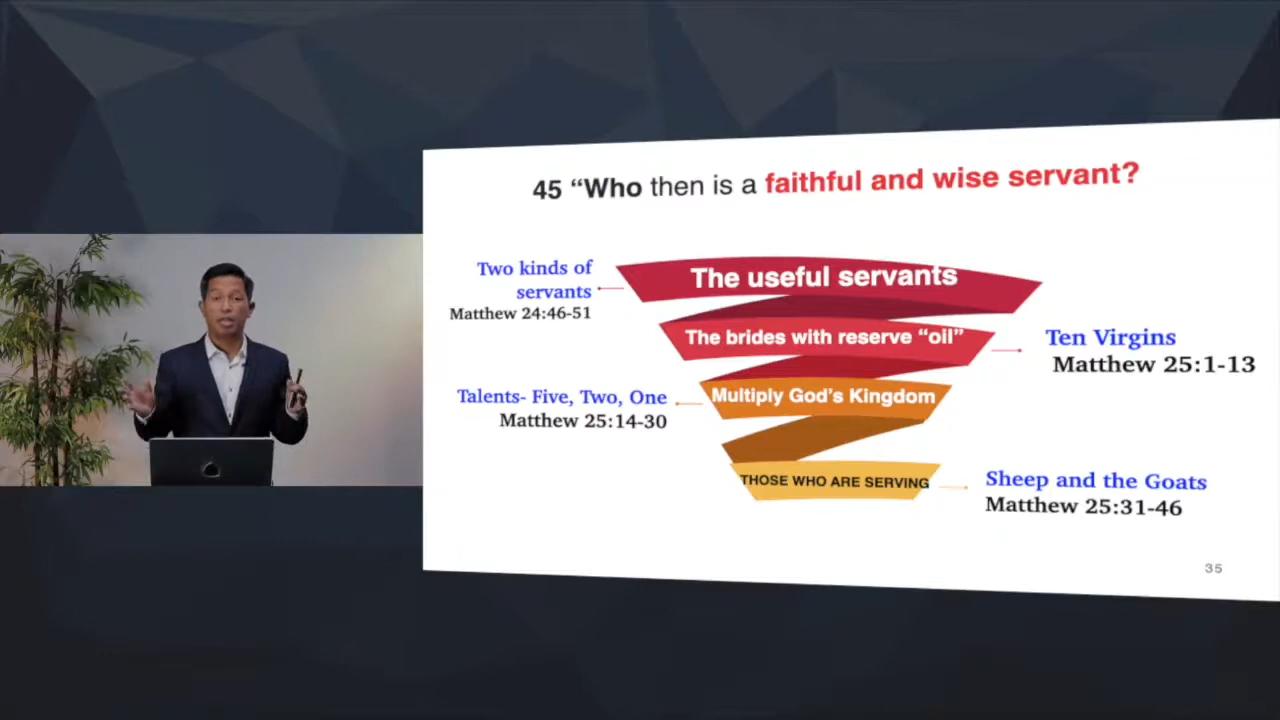 45 “Who then is a faithful and wise servant?
Two kinds of
servants
Matthew 24:46-51
The useful servants
The brides with reserve “oil”
Ten Virgins
Matthew 25:1-13
Talents- Five, Two, One
Matthew 25:14-30
Multiply God’s Kingdom
THOSE WHO ARE SERVING
Sheep and the Goats
Matthew 25:31-46
35